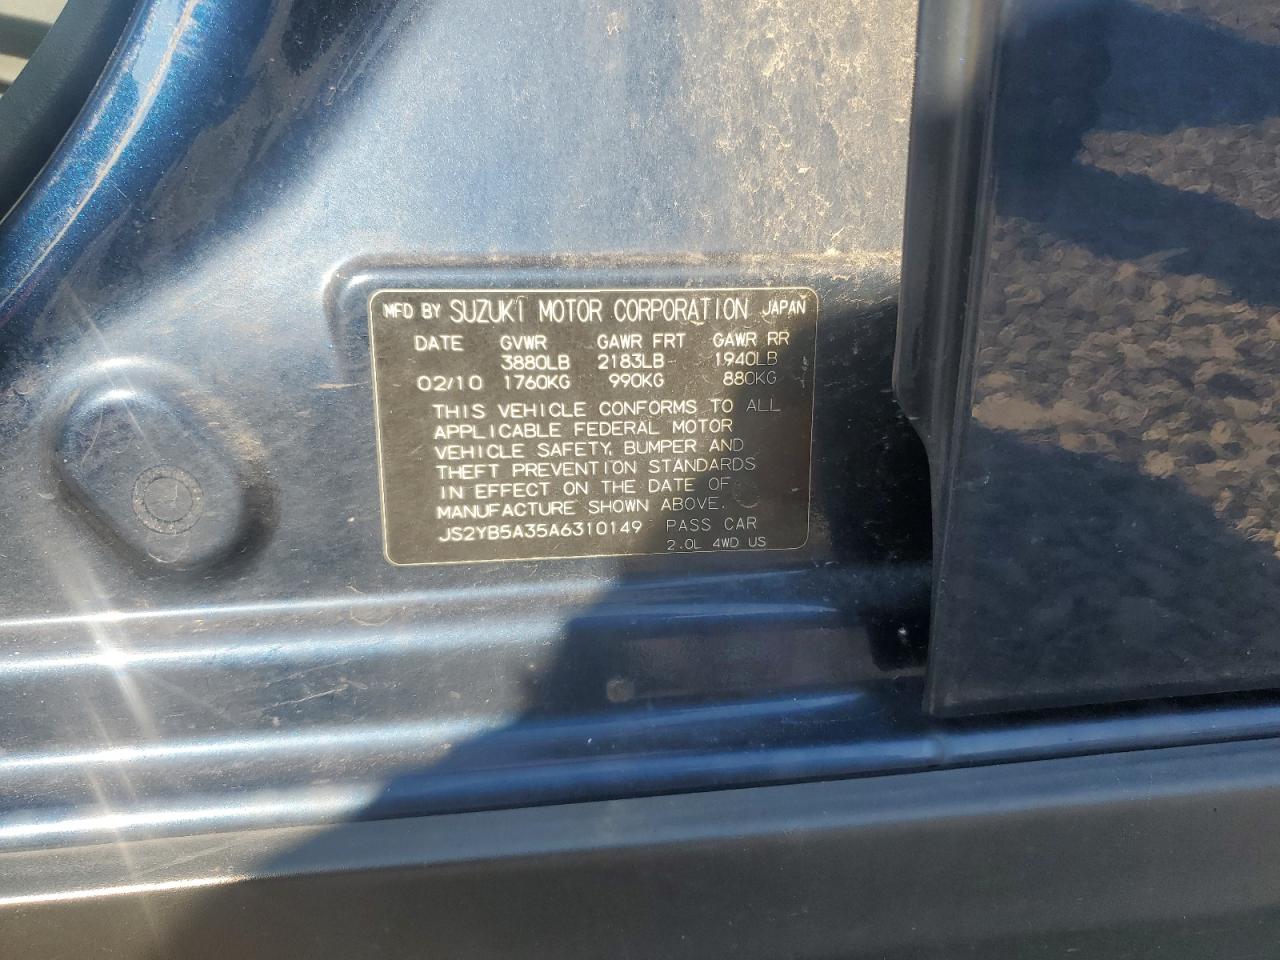 MFD BY SUZUKI MOTOR CORPORATION JAPAN
DATE GVWR GAWR FRT GAWR RR
3880LB 2183LB 1940LB
02/10 1760KG 990KG 880KG
THIS VEHICLE CONFORMS TO ALL
APPLICABLE FEDERAL MOTOR
VEHICLE SAFETY, BUMPER AND
THEFT PREVENTION STANDARDS
IN EFFECT ON THE DATE OF
MANUFACTURE SHOWN ABOVE.
JS2YB5A35A6310149 PASS CAR
2.0L 4WD US